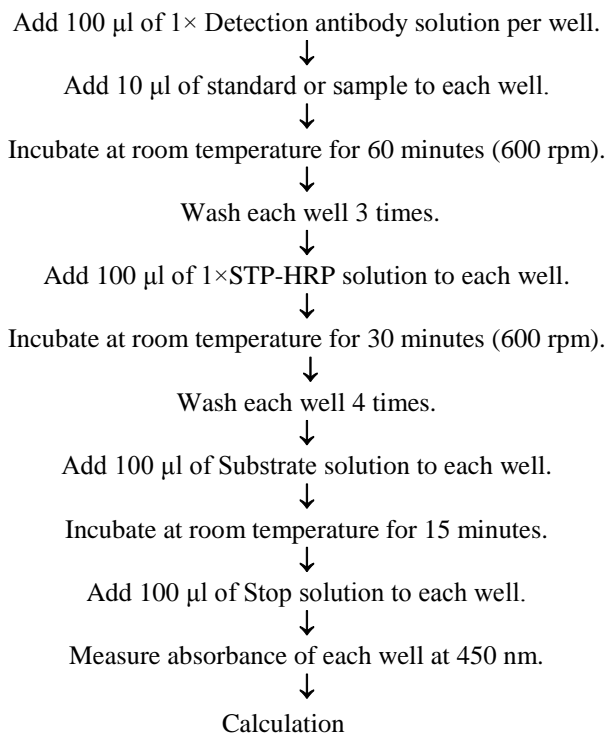 Add 100 μl of 1× Detection antibody solution per well.
↓
Add 10 μl of standard or sample to each well.
↓
Incubate at room temperature for 60 minutes (600 rpm).
↓
Wash each well 3 times.
↓
Add 100 μl of 1×STP-HRP solution to each well.
↓
Incubate at room temperature for 30 minutes (600 rpm).
↓
Wash each well 4 times.
↓
Add 100 μl of Substrate solution to each well.
↓
Incubate at room temperature for 15 minutes.
↓
Add 100 μl of Stop solution to each well.
↓
Measure absorbance of each well at 450 nm.
↓
Calculation